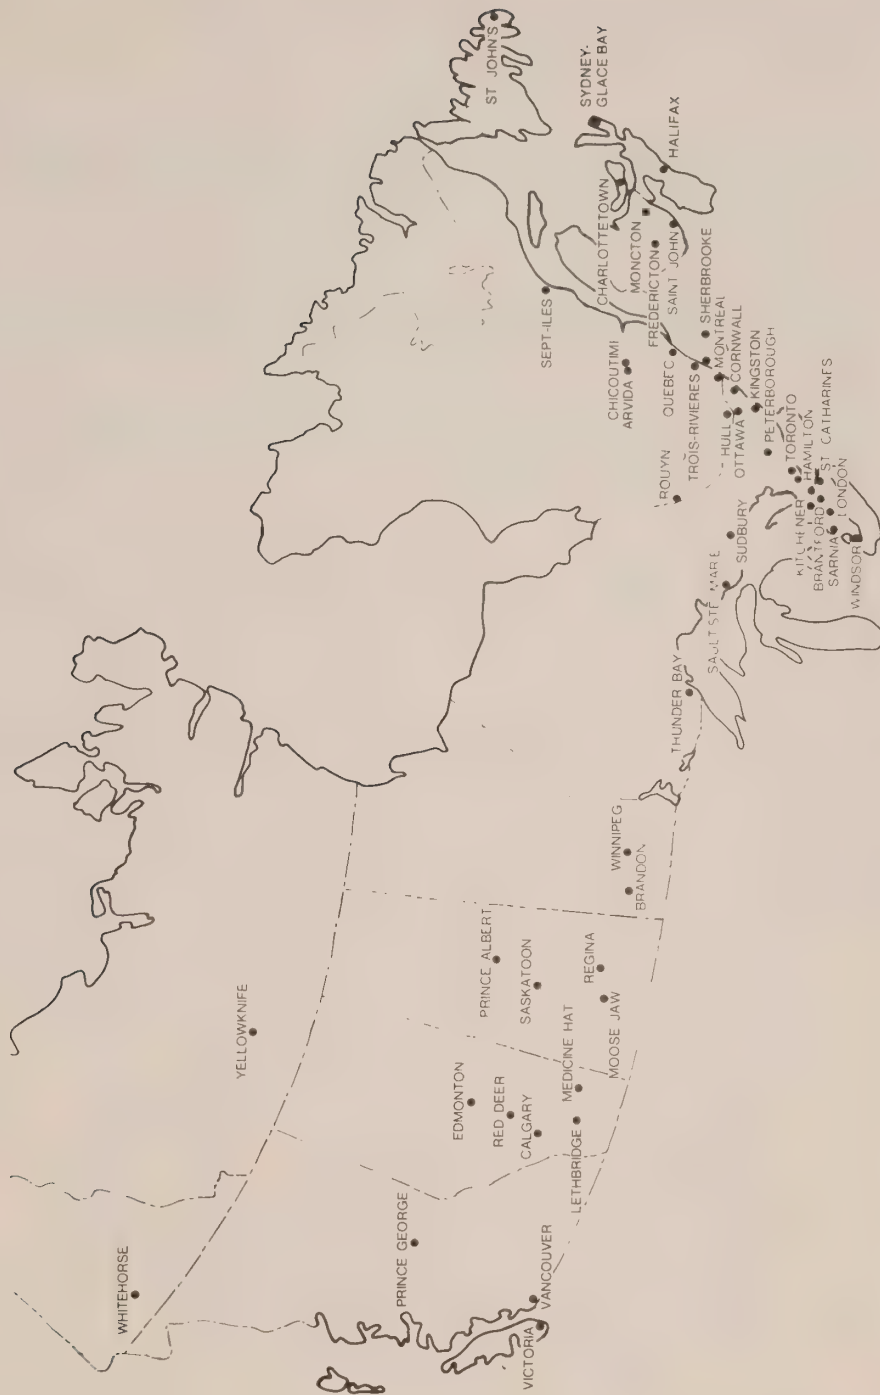 WHITEHORSE
YELLOWKNIFE
PRINCE GEORGE
VICTORIA
VANCOUVER
EDMONTON
RED DEER
CALGARY
LETHBRIDGE
MEDICINE HAT
PRINCE ALBERT
SASKATOON
REGINA
MOOSE JAW
WINNIPEG
BRANDON
THUNDER BAY
SAULT STE MARIE
SUDBURY
ROUYN
KITCHENER
BRANTFORD
SARNIA
WINDSOR
LONDON
ST CATHARINES
HAMILTON
TORONTO
PETERBOROUGH
KINGSTON
OTTAWA
HULL
CORNWALL
MONTREAL
SHERBROOKE
TROIS-RIVIERES
QUEBEC
CHICOUTIMI
ARVIDA
SEPT-ILES
FREDERICTON
SAINT JOHN
MONCTON
CHARLOTTETOWN
HALIFAX
SYDNEY-
GLACE BAY
ST JOHN'S